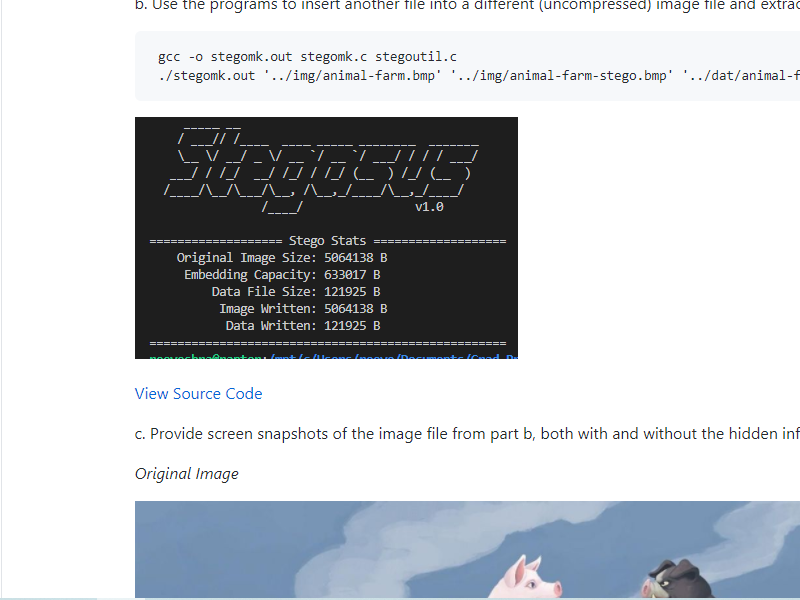 b. Use the programs to insert another file into a different (uncompressed) image file and extrac
gcc -o stegomk.out stegomk.c stegoutil.c
./stegomk.out '../img/animal-farm.bmp' '../img/animal-farm-stego.bmp' '../dat/animal-f
Stegasus
v1.0
=================== Stego Stats ===================
Original Image Size: 5064138 B
Embedding Capacity: 633017 B
Data File Size: 121925 B
Image Written: 5064138 B
Data Written: 121925 B
===================================================
View Source Code
c. Provide screen snapshots of the image file from part b, both with and without the hidden inf
Original Image